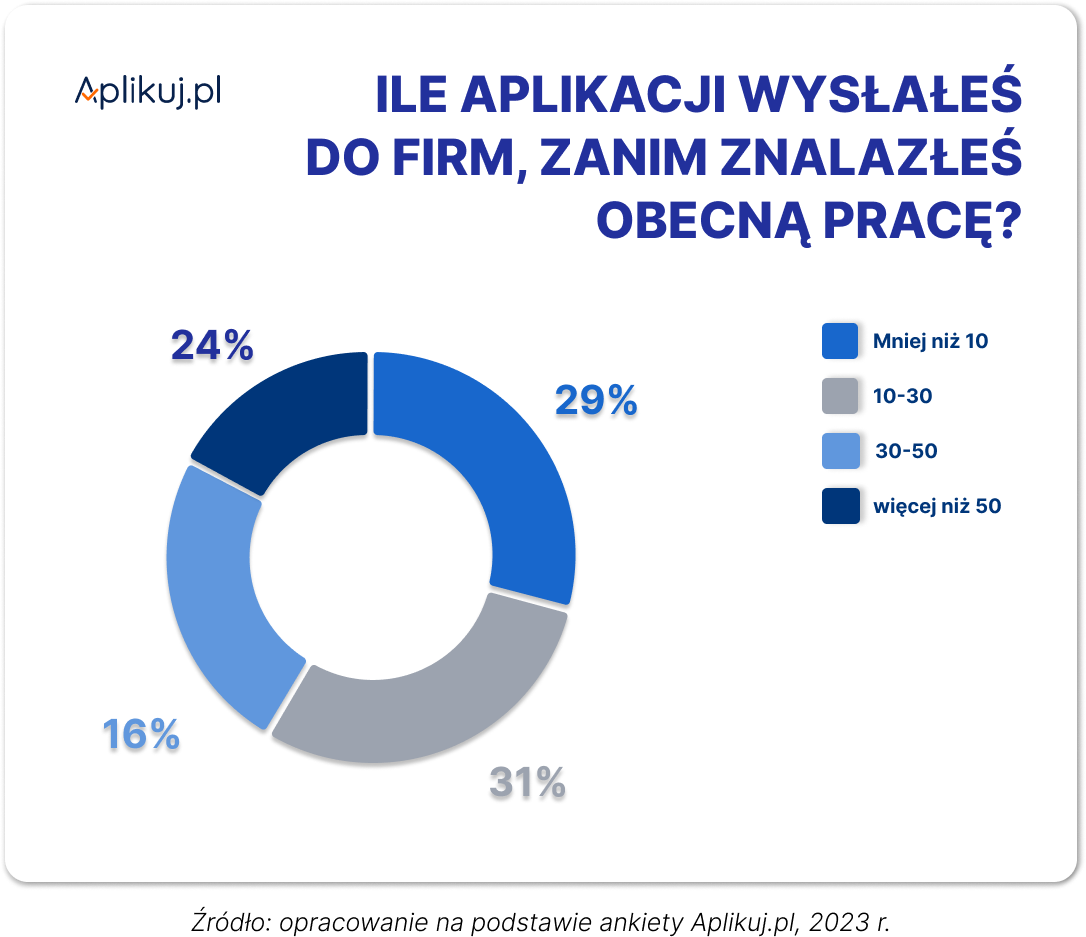 Aplikuj.pl
ILE APLIKACJI WYSŁAŁEŚ
DO FIRM, ZANIM ZNALAZŁEŚ
OBECNĄ PRACĘ?
24%
29%
16%
31%
Mniej niż 10
10-30
30-50
więcej niż 50
Źródło: opracowanie na podstawie ankiety Aplikuj.pl, 2023 r.